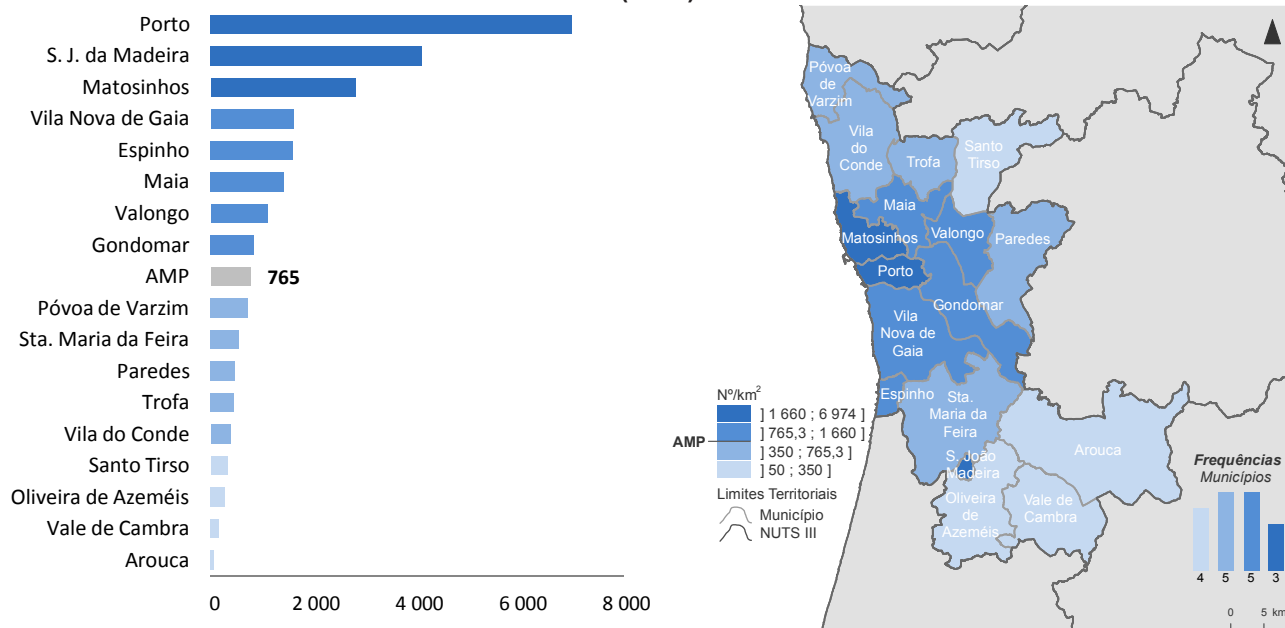 Porto
S. J. da Madeira
Matosinhos
Vila Nova de Gaia
Espinho
Maia
Valongo
Gondomar
AMP
765
Póvoa de Varzim
Sta. Maria da Feira
Paredes
Trofa
Vila do Conde
Santo Tirso
Oliveira de Azeméis
Vale de Cambra
Arouca
0 2 000 4 000 6 000 8 000
Póvoa
de
Varzim
Vila
do
Conde
Trofa
Santo
Tirso
Maia
Matosinhos
Valongo
Paredes
Porto
Gondomar
Vila
Nova de
Gaia
Espinho
Sta.
Maria da
Feira
Arouca
S. João
Madeira
Oliveira
de
Azeméis
Vale de
Cambra
Nº/km²
] 1 660 ; 6 974 ]
] 765,3 ; 1 660 ]
AMP
] 350 ; 765,3 ]
] 50 ; 350 ]
Limites Territoriais
Município
NUTS III
Frequências
Municípios
4 5 5 3
0 5 km